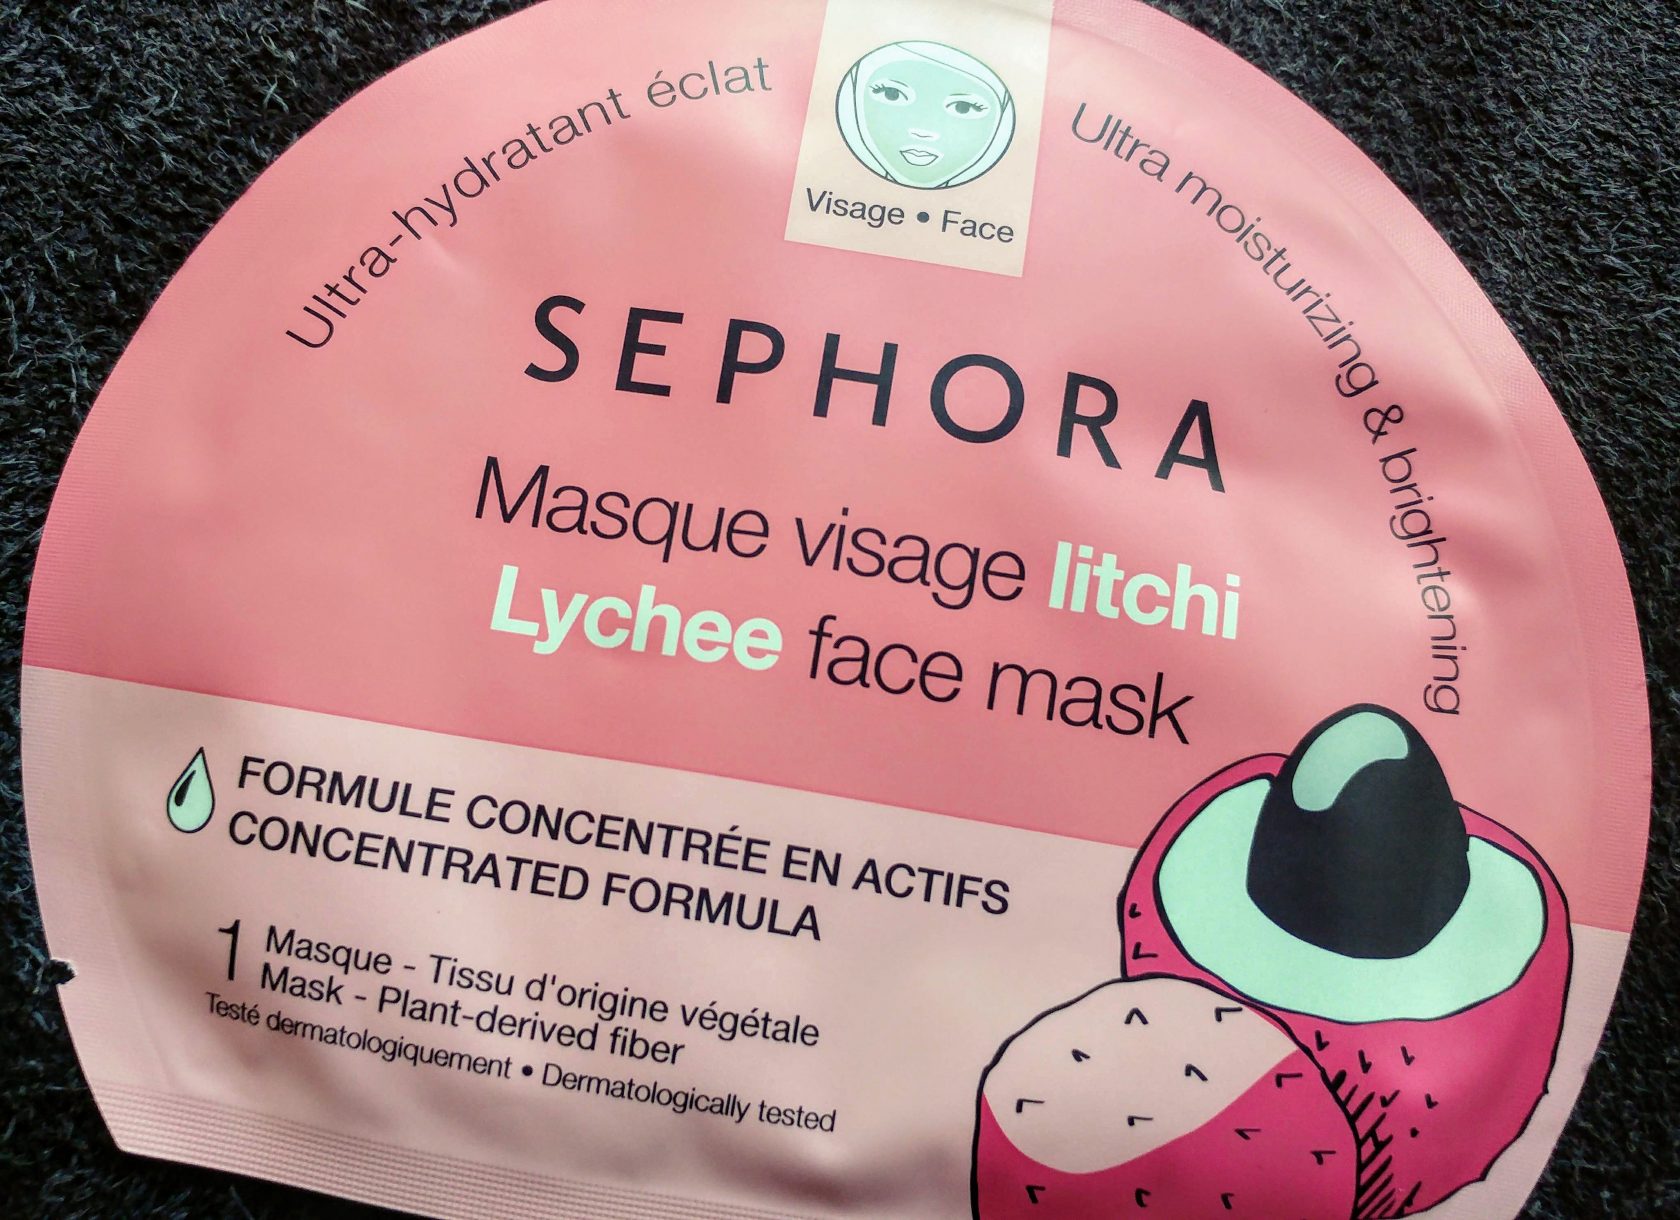 Ultra-hydratant éclat
Visage • Face
Ultra moisturizing & brightening
SEPHORA
Masque visage litchi
Lychee face mask
FORMULE CONCENTRÉE EN ACTIFS
CONCENTRATED FORMULA
1 Masque - Tissu d'origine végétale
Mask - Plant-derived fiber
Testé dermatologiquement • Dermatologically tested